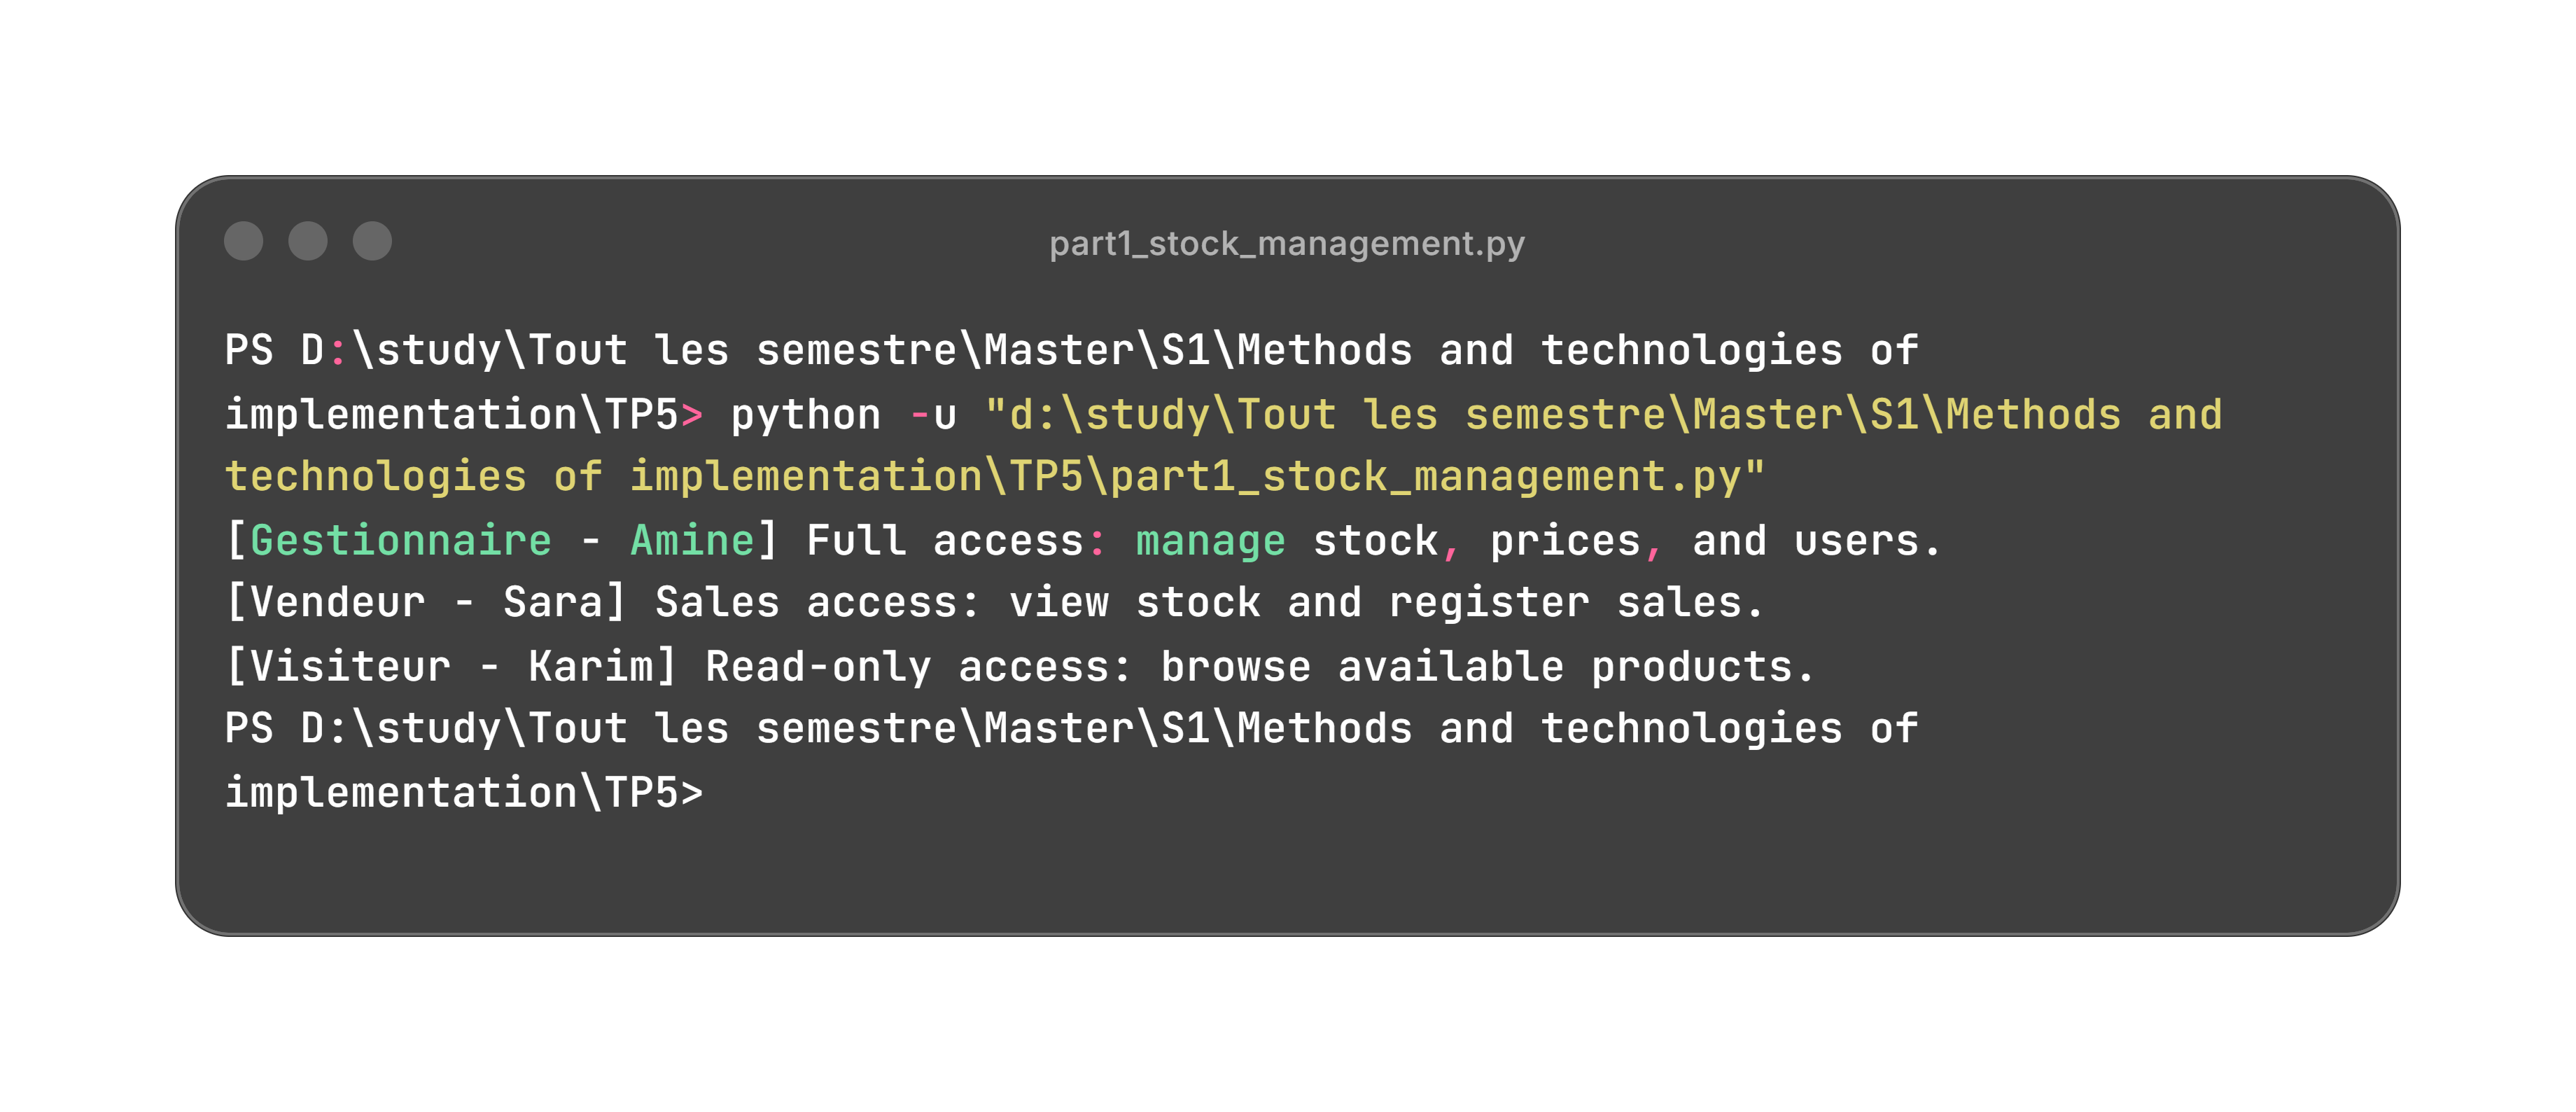 part1_stock_management.py
PS D:\study\Tout les semestre\Master\S1\Methods and technologies of
implementation\TP5> python -u "d:\study\Tout les semestre\Master\S1\Methods and
technologies of implementation\TP5\part1_stock_management.py"
[Gestionnaire - Amine] Full access: manage stock, prices, and users.
[Vendeur - Sara] Sales access: view stock and register sales.
[Visiteur - Karim] Read-only access: browse available products.
PS D:\study\Tout les semestre\Master\S1\Methods and technologies of
implementation\TP5>